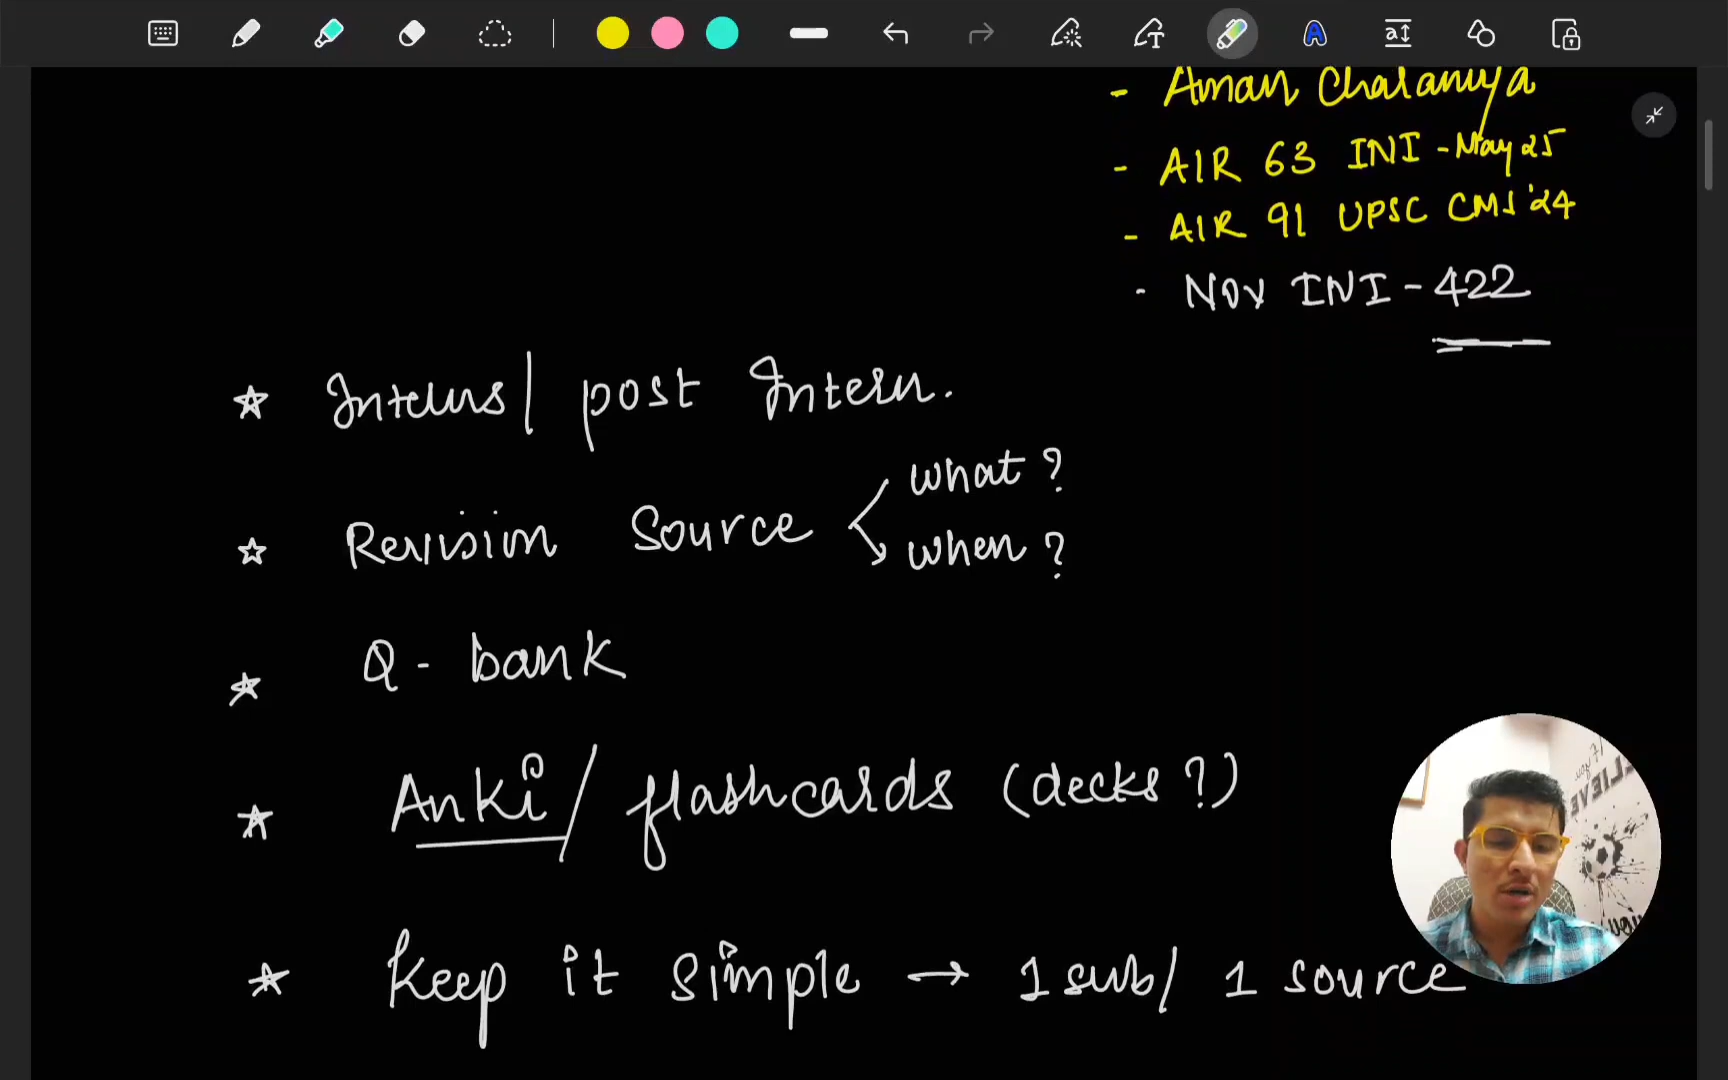 - Aman Chalaniya
- AIR 63 INI - May 25
- AIR 91 UPSC CMS '24
- Nov INI - 422
☆ Interns/ post Intern.
☆ Revision Source what?
when?
☆ Q - bank
☆ Anki / flashcards (decks ?)
☆ Keep it simple → 1 sub/ 1 source